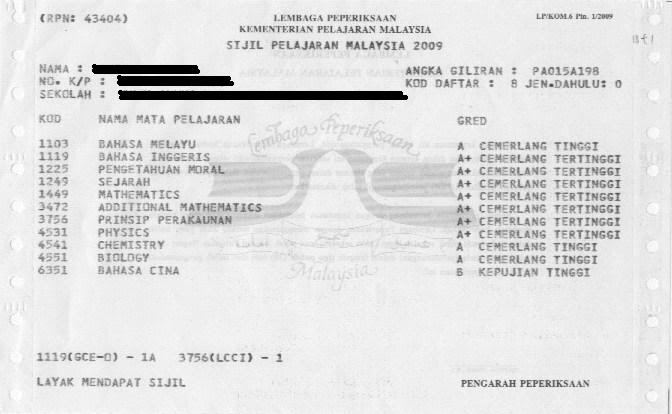 (RPN: 43404)
LEMBAGA PEPERIKSAAN
LP/KOM.6 Pin. 1/2009
KEMENTERIAN PELAJARAN MALAYSIA
SIJIL PELAJARAN MALAYSIA 2009
NAMA :
ANGKA GILIRAN : PA015A198
NO. K/P :
KOD DAFTAR : 8 JEN.DAHULU: 0
SEKOLAH :
KOD NAMA MATA PELAJARAN GRED
1103 BAHASA MELAYU A CEMERLANG TINGGI
1119 BAHASA INGGERIS A+ CEMERLANG TERTINGGI
1225 PENGETAHUAN MORAL A+ CEMERLANG TERTINGGI
1249 SEJARAH A+ CEMERLANG TERTINGGI
1449 MATHEMATICS A+ CEMERLANG TERTINGGI
3472 ADDITIONAL MATHEMATICS A+ CEMERLANG TERTINGGI
3756 PRINSIP PERAKAUNAN A+ CEMERLANG TERTINGGI
4531 PHYSICS A+ CEMERLANG TERTINGGI
4541 CHEMISTRY A CEMERLANG TINGGI
4551 BIOLOGY A CEMERLANG TINGGI
6351 BAHASA CINA B KEPUJIAN TINGGI
Lembaga Peperiksaan
Malaysia
1119(GCE-O) - 1A 3756(LCCI) - 1
LAYAK MENDAPAT SIJIL
PENGARAH PEPERIKSAAN